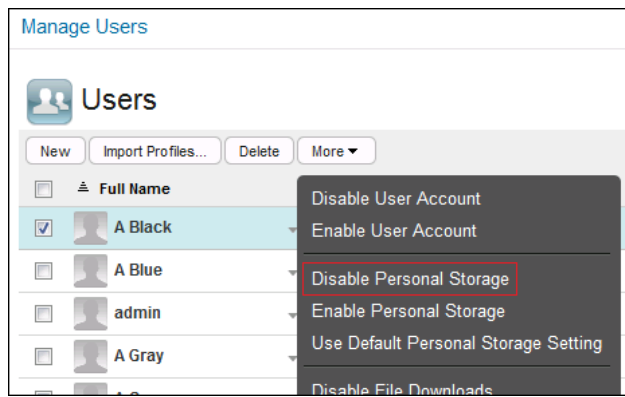 Manage Users
Users
New Import Profiles... Delete More
Full Name
A Black
A Blue
admin
A Gray
Disable User Account
Enable User Account
Disable Personal Storage
Enable Personal Storage
Use Default Personal Storage Setting
Disable File Downloads